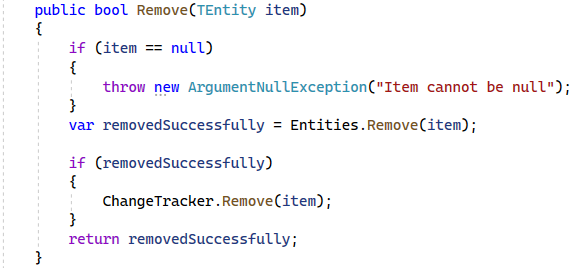 public bool Remove(TEntity item)
{
if (item == null)
{
throw new ArgumentNullException("Item cannot be null");
}
var removedSuccessfully = Entities.Remove(item);
if (removedSuccessfully)
{
ChangeTracker.Remove(item);
}
return removedSuccessfully;
}